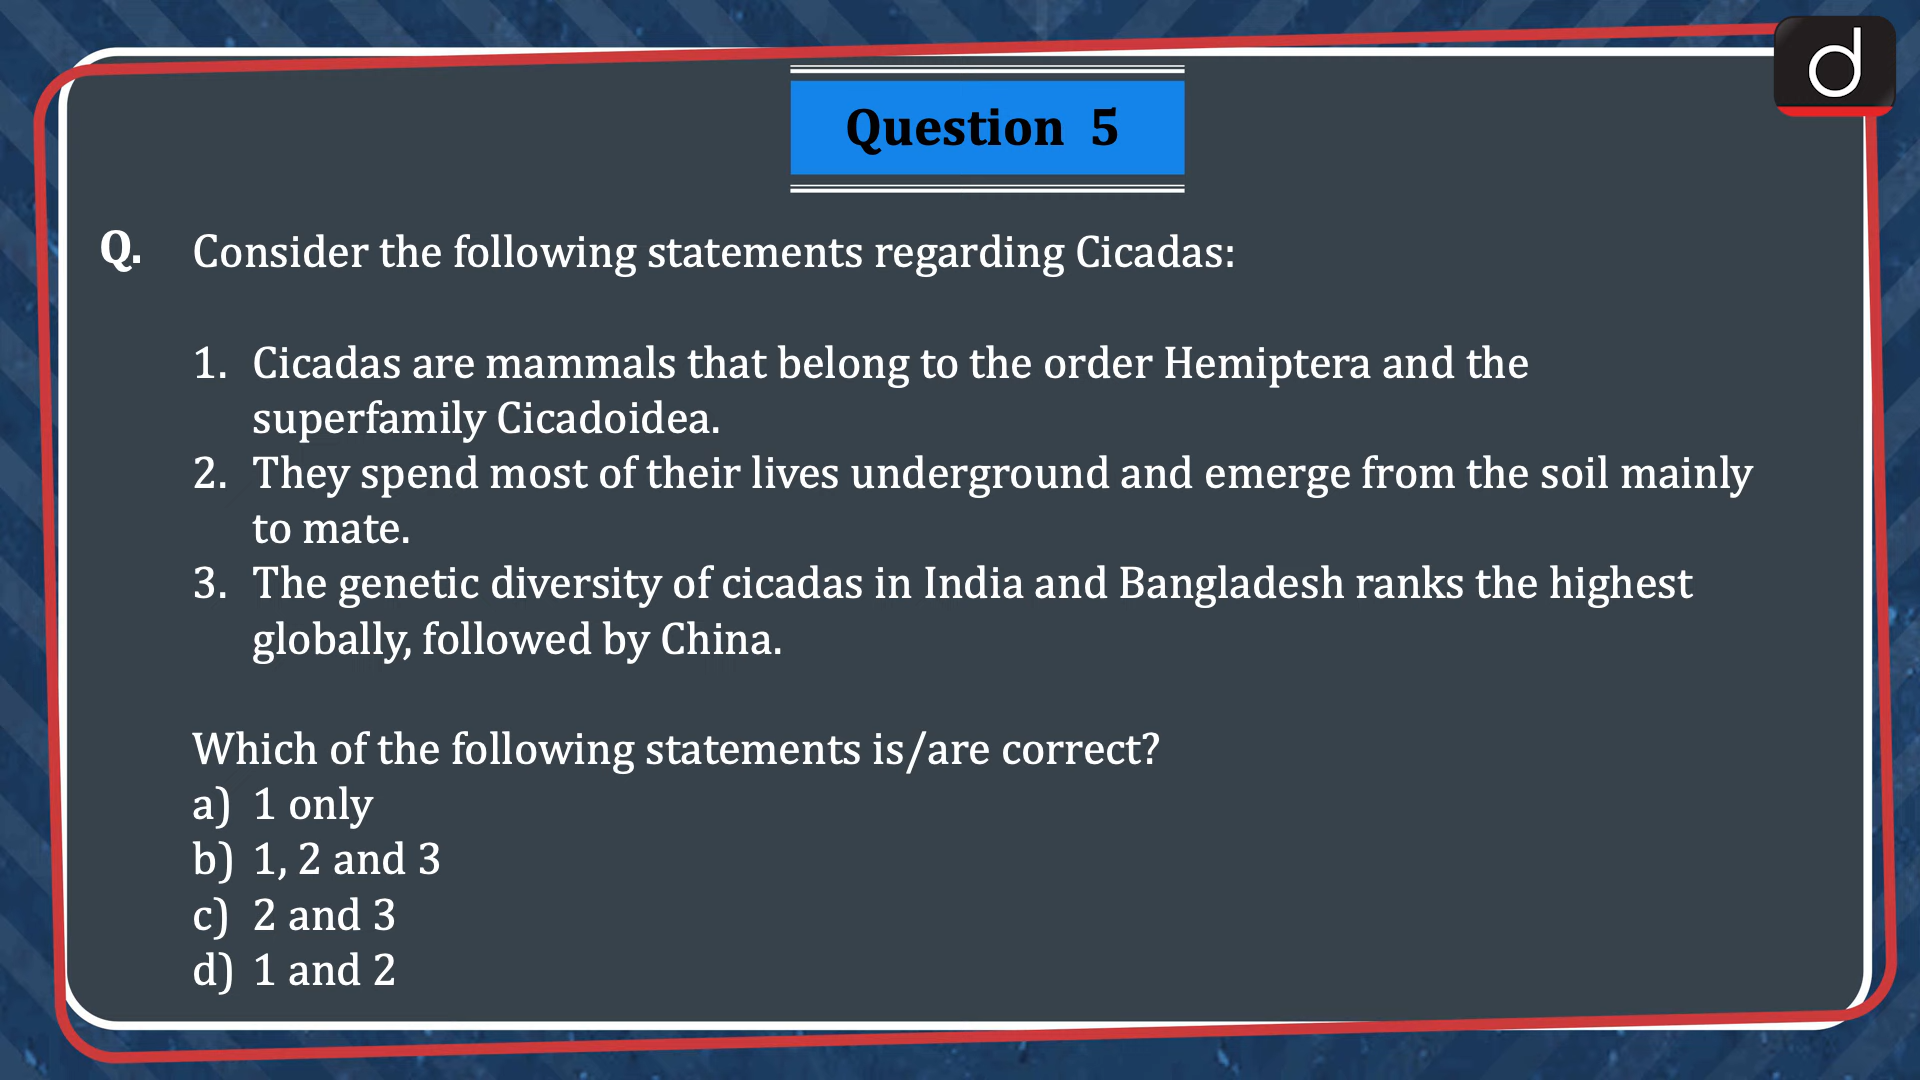 d
Question 5
Q. Consider the following statements regarding Cicadas:
1. Cicadas are mammals that belong to the order Hemiptera and the
superfamily Cicadoidea.
2. They spend most of their lives underground and emerge from the soil mainly
to mate.
3. The genetic diversity of cicadas in India and Bangladesh ranks the highest
globally, followed by China.
Which of the following statements is/are correct?
a) 1 only
b) 1, 2 and 3
c) 2 and 3
d) 1 and 2